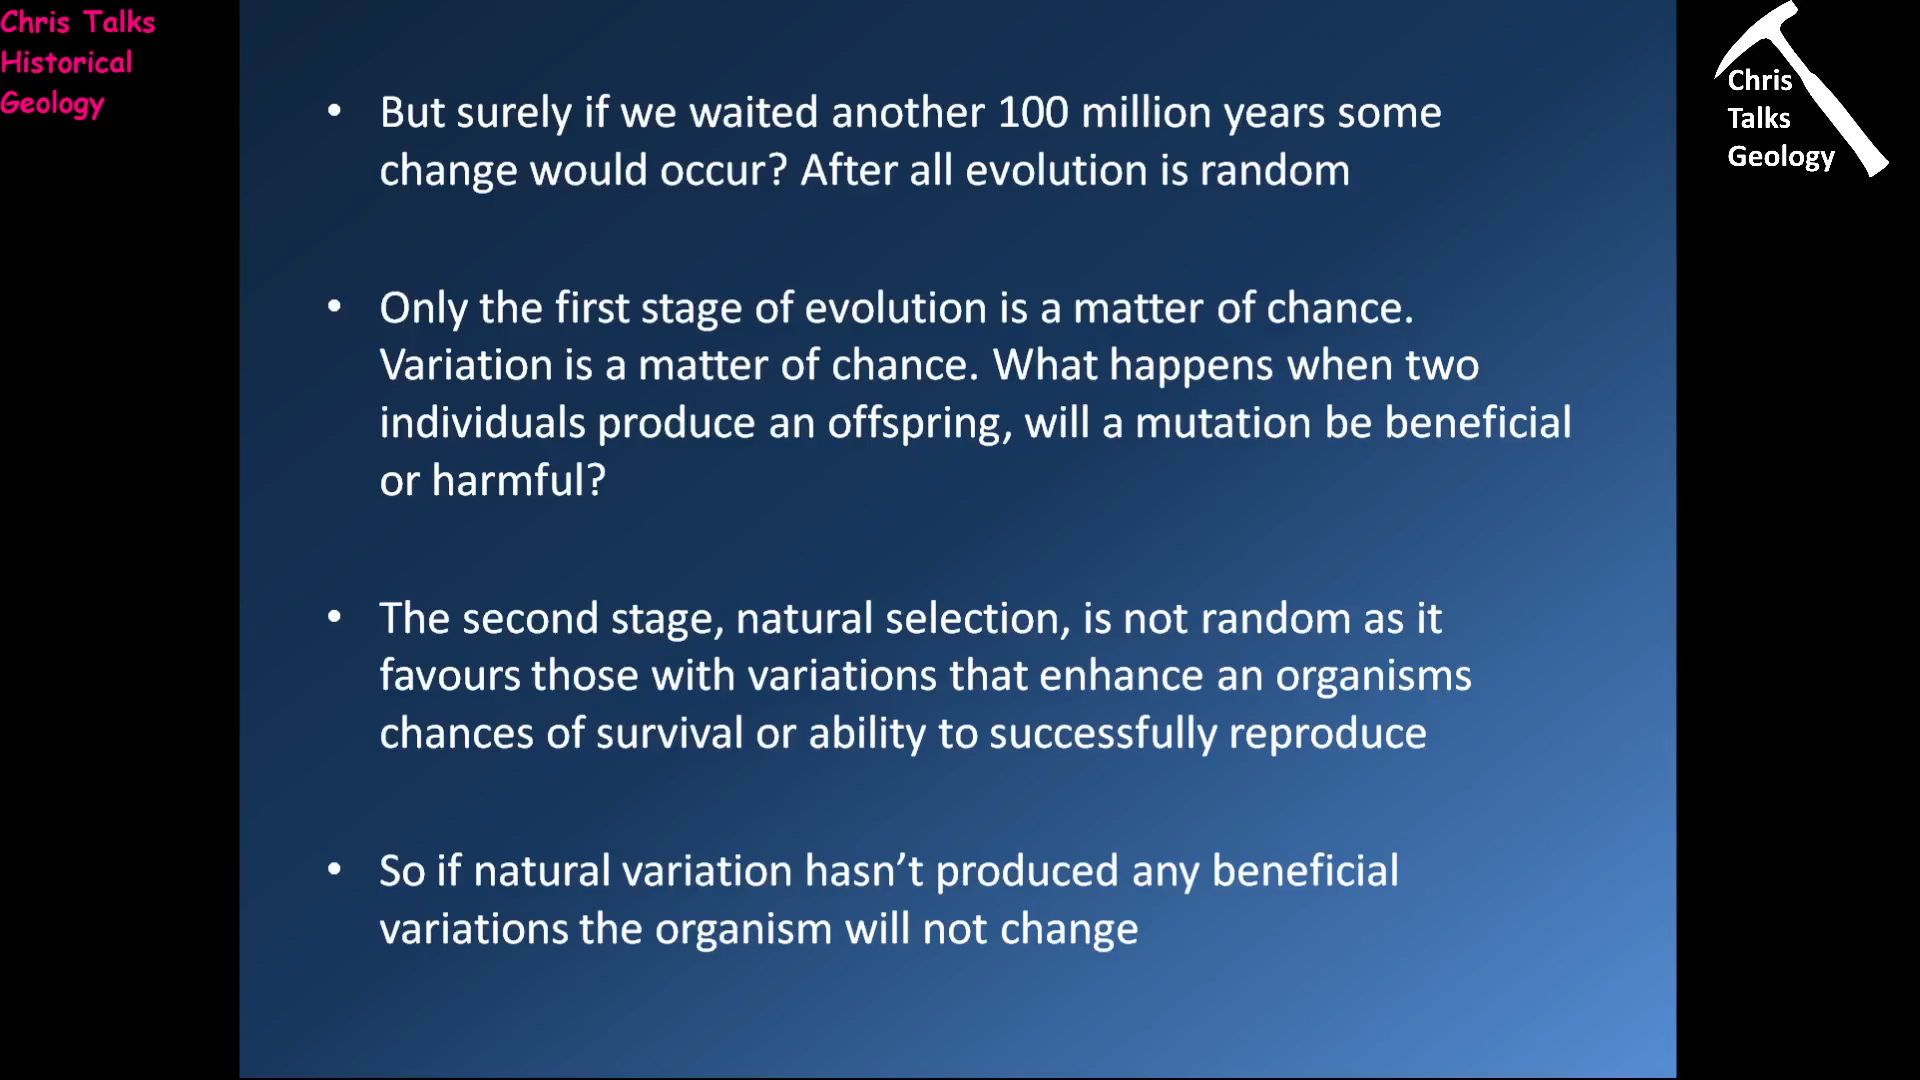 Chris Talks
Historical
Geology
Chris
Talks
Geology
• But surely if we waited another 100 million years some
change would occur? After all evolution is random
• Only the first stage of evolution is a matter of chance.
Variation is a matter of chance. What happens when two
individuals produce an offspring, will a mutation be beneficial
or harmful?
• The second stage, natural selection, is not random as it
favours those with variations that enhance an organisms
chances of survival or ability to successfully reproduce
• So if natural variation hasn’t produced any beneficial
variations the organism will not change